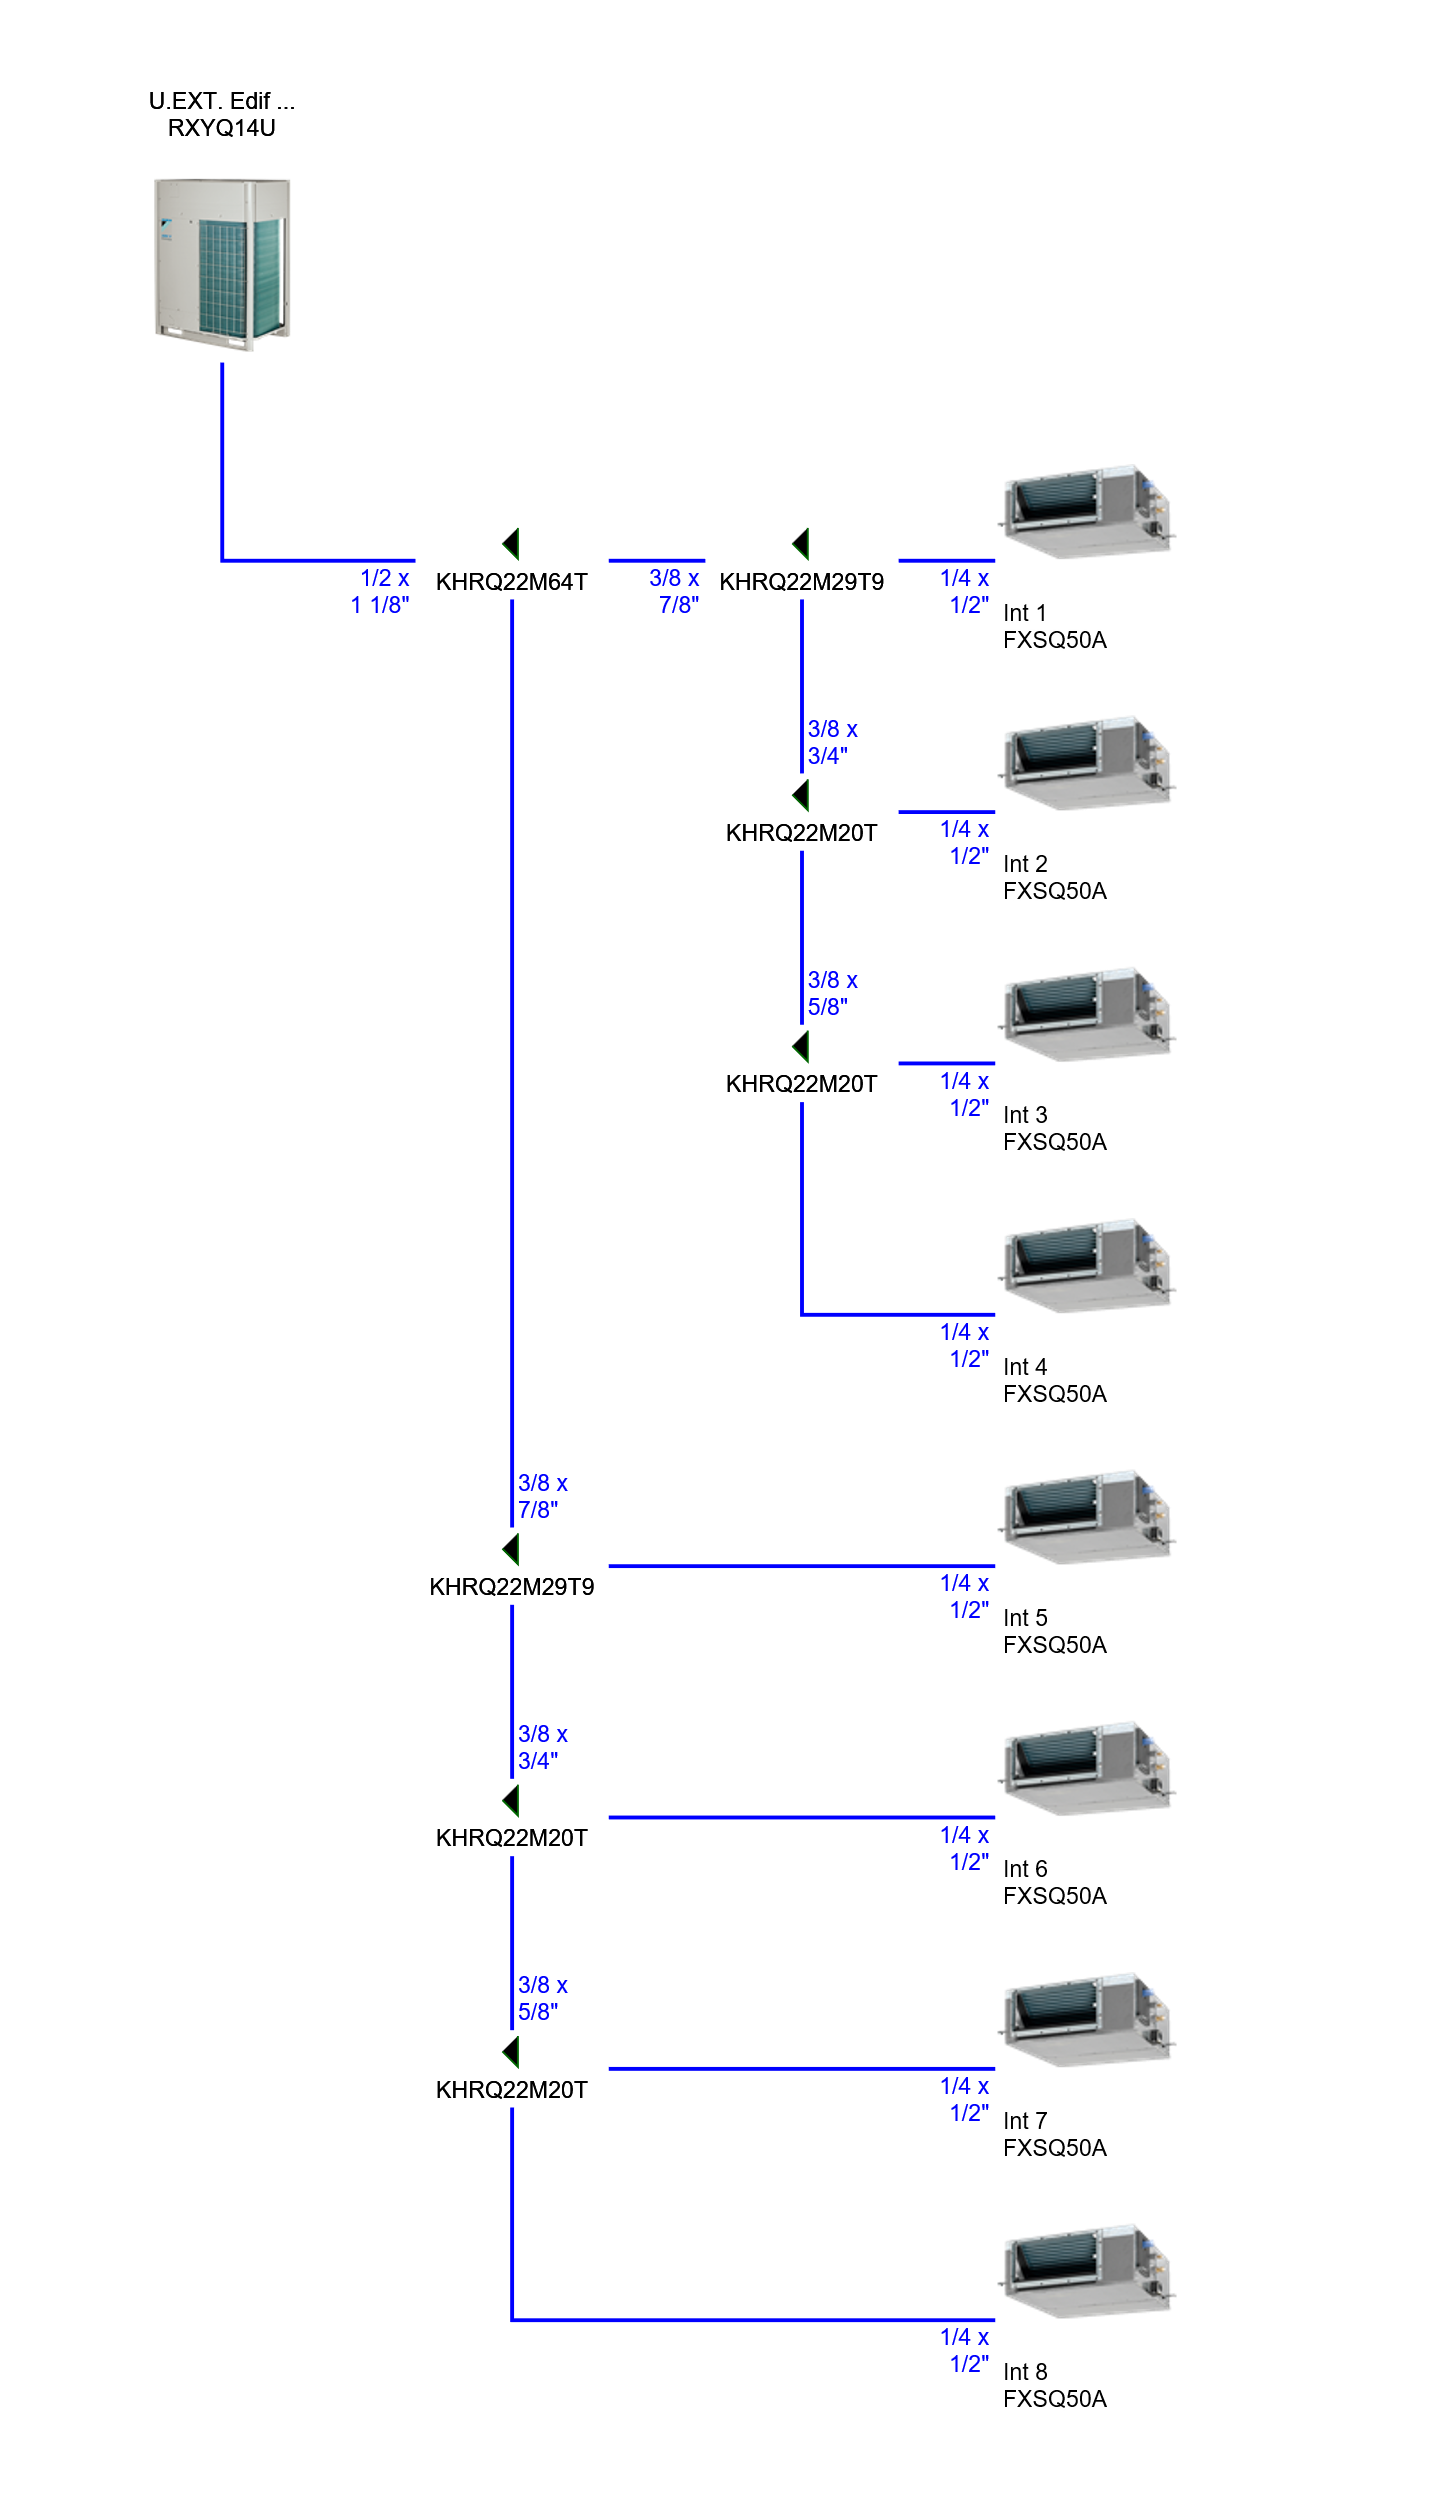 U.EXT. Edif ...
RXYQ14U
1/2 x
1 1/8"
KHRQ22M64T
3/8 x
7/8"
KHRQ22M29T9
1/4 x
1/2"
Int 1
FXSQ50A
3/8 x
3/4"
KHRQ22M20T
1/4 x
1/2"
Int 2
FXSQ50A
3/8 x
5/8"
KHRQ22M20T
1/4 x
1/2"
Int 3
FXSQ50A
1/4 x
1/2"
Int 4
FXSQ50A
3/8 x
7/8"
KHRQ22M29T9
1/4 x
1/2"
Int 5
FXSQ50A
3/8 x
3/4"
KHRQ22M20T
1/4 x
1/2"
Int 6
FXSQ50A
3/8 x
5/8"
KHRQ22M20T
1/4 x
1/2"
Int 7
FXSQ50A
1/4 x
1/2"
Int 8
FXSQ50A